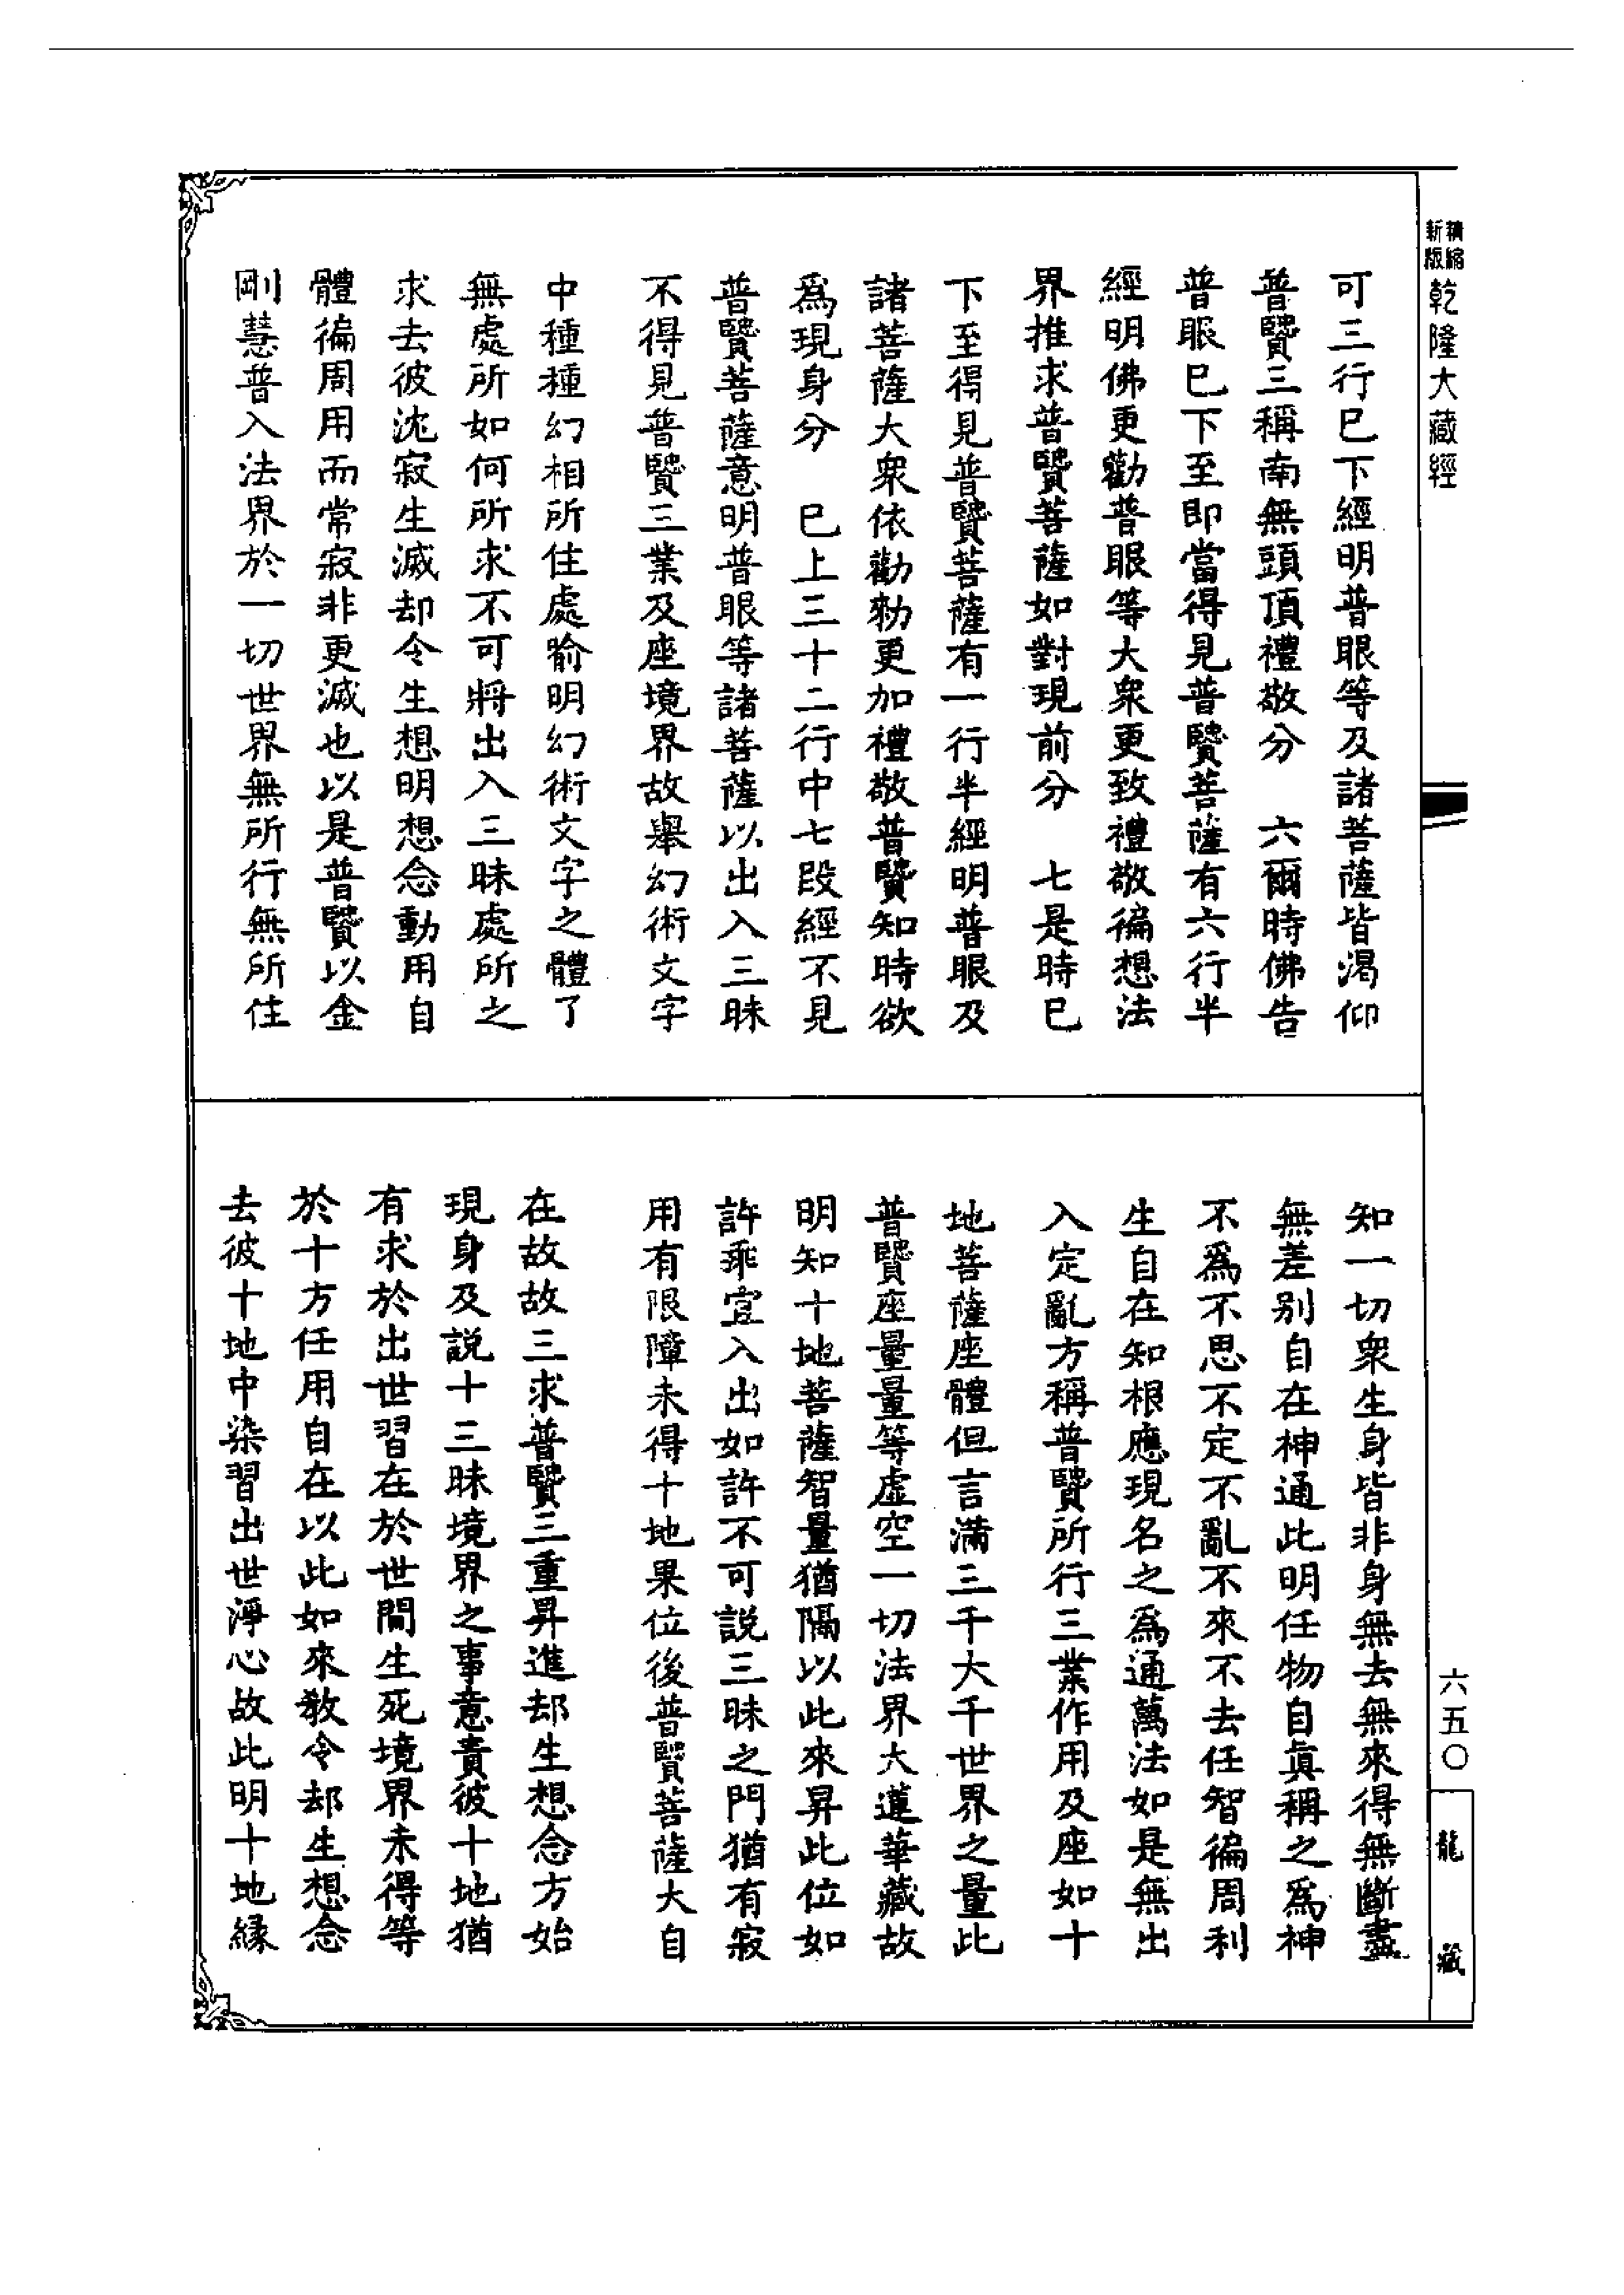 精縮新版乾隆大藏經
可三行已下經明普眼等及諸菩薩皆渴仰
普賢三稱南無頭頂禮敬分　六爾時佛告
普眼已下至即當得見普賢菩薩有六行半
經明佛更勸普眼等大衆更致禮敬徧想法
界推求普賢菩薩如對現前分　七是時已
下至得見普賢菩薩有一行半經明普眼及
諸菩薩大衆依勸勑更加禮敬普賢知時欲
爲現身分　已上三十二行中七段經不見
普賢菩薩意明普眼等諸菩薩以出入三昧
不得見普賢三業及座境界故舉幻術文字
中種種幻相所住處喻明幻術文字之體了
無處所如何所求不可將出入三昧處所之
求去彼沈寂生滅却令生想明想念動用自
體徧周用而常寂非更滅也以是普賢以金
剛慧普入法界於一切世界無所行無所住
知一切衆生身皆非身無去無來得無斷盡
無差别自在神通此明任物自眞稱之爲神
不爲不思不定不亂不來不去任智徧周利
生自在知根應現名之爲通萬法如是無出
入定亂方稱普賢所行三業作用及座如十
地菩薩座體但言滿三千大千世界之量此
普賢座量量等虛空一切法界大蓮華藏故
明知十地菩薩智量猶隔以此來昇此位如
許乖宜入出如許不可説三昧之門猶有寂
用有限障未得十地果位後普賢菩薩大自
在故故三求普賢三重昇進却生想念方始
現身及説十三昧境界之事意責彼十地猶
有求於出世習在於世間生死境界未得等
於十方任用自在以此如來敎令却生想念
去彼十地中染習出世淨心故此明十地緣
六五〇
龍藏